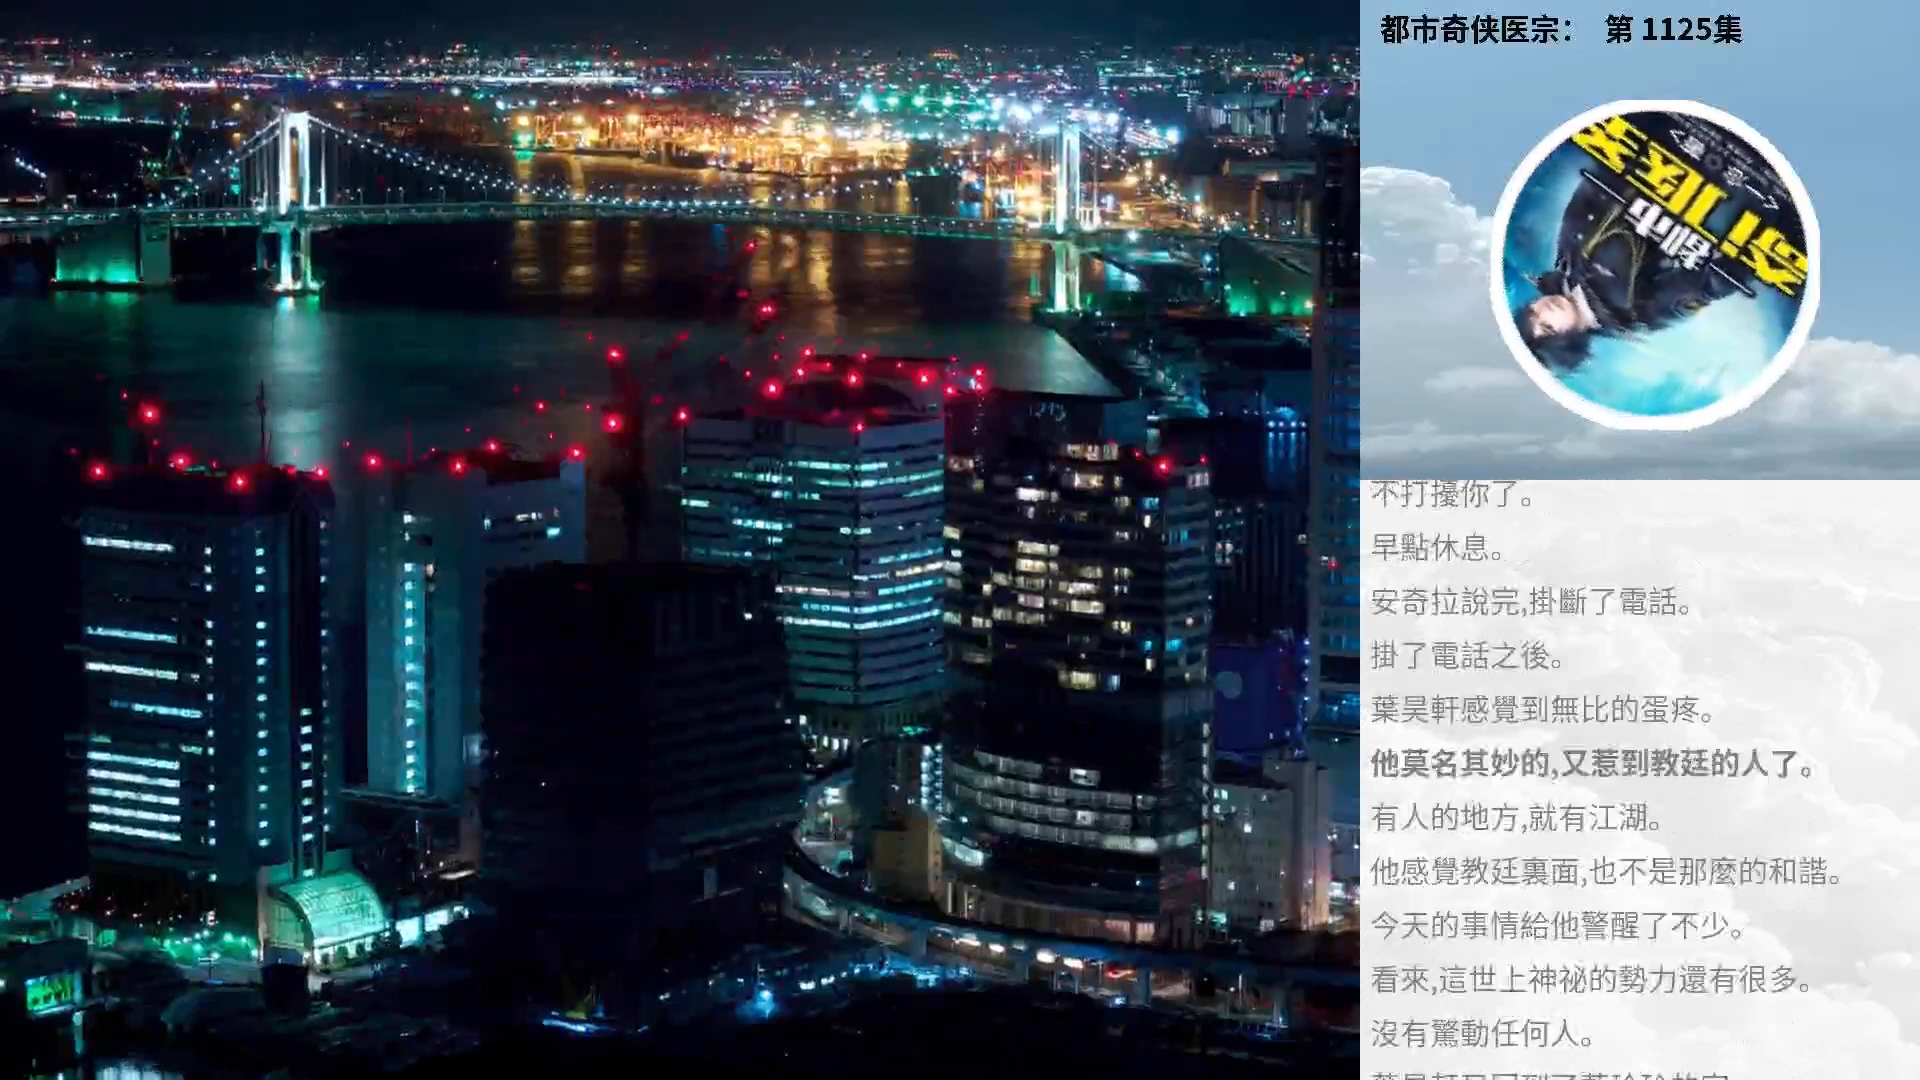 都市奇侠医宗： 第 1125集
都市
奇 医宗
不打擾你了。
早點休息。
安奇拉說完,掛斷了電話。
掛了電話之後。
葉昊軒感覺到無比的蛋疼。
他莫名其妙的,又惹到教廷的人了。
有人的地方,就有江湖。
他感覺教廷裏面,也不是那麼的和諧。
今天的事情給他警醒了不少。
看來,這世上神祕的勢力還有很多。
沒有驚動任何人。